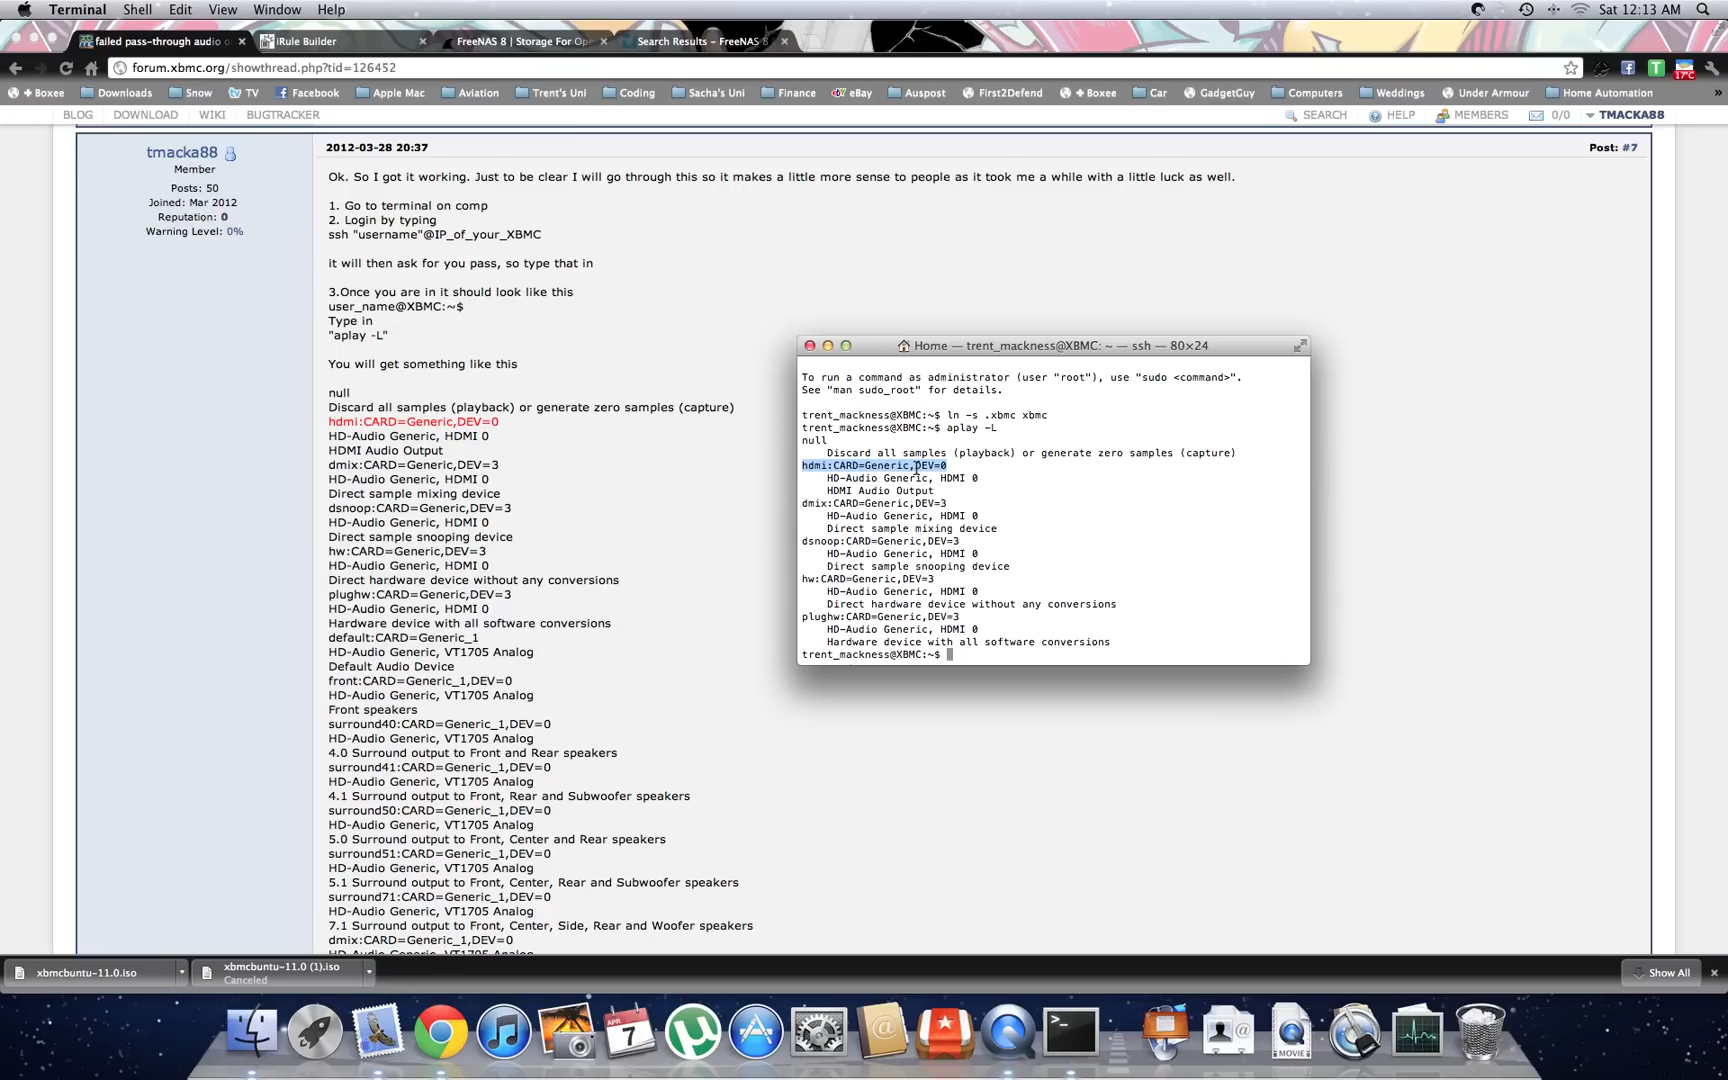 Terminal Shell Edit View Window Help Sat 12:13 AM
failed pass-through audio o iRule Builder FreeNAS 8 | Storage For Ope Search Results – FreeNAS 8
forum.xbmc.org/showthread.php?tid=126452 17°C
+ Boxee Downloads Snow TV Facebook Apple Mac Aviation Trent's Uni Coding Sacha's Uni Finance eBay Auspost First2Defend + Boxee Car GadgetGuy Computers Weddings Under Armour Home Automation »
BLOG DOWNLOAD WIKI BUGTRACKER SEARCH HELP MEMBERS 0/0 TMACKA88
tmacka88
Member
Posts: 50
Joined: Mar 2012
Reputation: 0
Warning Level: 0%
2012-03-28 20:37 Post: #7
Ok. So I got it working. Just to be clear I will go through this so it makes a little more sense to people as it took me a while with a little luck as well.
1. Go to terminal on comp
2. Login by typing
ssh "username"@IP_of_your_XBMC
it will then ask for you pass, so type that in
3.Once you are in it should look like this
user_name@XBMC:~$
Type in
"aplay -L"
You will get something like this
null
Discard all samples (playback) or generate zero samples (capture)
hdmi:CARD=Generic,DEV=0
HD-Audio Generic, HDMI 0
HDMI Audio Output
dmix:CARD=Generic,DEV=3
HD-Audio Generic, HDMI 0
Direct sample mixing device
dsnoop:CARD=Generic,DEV=3
HD-Audio Generic, HDMI 0
Direct sample snooping device
hw:CARD=Generic,DEV=3
HD-Audio Generic, HDMI 0
Direct hardware device without any conversions
plughw:CARD=Generic,DEV=3
HD-Audio Generic, HDMI 0
Hardware device with all software conversions
default:CARD=Generic_1
HD-Audio Generic, VT1705 Analog
Default Audio Device
front:CARD=Generic_1,DEV=0
HD-Audio Generic, VT1705 Analog
Front speakers
surround40:CARD=Generic_1,DEV=0
HD-Audio Generic, VT1705 Analog
4.0 Surround output to Front and Rear speakers
surround41:CARD=Generic_1,DEV=0
HD-Audio Generic, VT1705 Analog
4.1 Surround output to Front, Rear and Subwoofer speakers
surround50:CARD=Generic_1,DEV=0
HD-Audio Generic, VT1705 Analog
5.0 Surround output to Front, Center and Rear speakers
surround51:CARD=Generic_1,DEV=0
HD-Audio Generic, VT1705 Analog
5.1 Surround output to Front, Center, Rear and Subwoofer speakers
surround71:CARD=Generic_1,DEV=0
HD-Audio Generic, VT1705 Analog
7.1 Surround output to Front, Center, Side, Rear and Woofer speakers
dmix:CARD=Generic_1,DEV=0
HD-Audio Generic, VT1705 Analog
Home — trent_mackness@XBMC: ~ — ssh — 80×24
To run a command as administrator (user "root"), use "sudo <command>".
See "man sudo_root" for details.
trent_mackness@XBMC:~$ ln -s .xbmc xbmc
trent_mackness@XBMC:~$ aplay -L
null
Discard all samples (playback) or generate zero samples (capture)
hdmi:CARD=Generic,DEV=0
HD-Audio Generic, HDMI 0
HDMI Audio Output
dmix:CARD=Generic,DEV=3
HD-Audio Generic, HDMI 0
Direct sample mixing device
dsnoop:CARD=Generic,DEV=3
HD-Audio Generic, HDMI 0
Direct sample snooping device
hw:CARD=Generic,DEV=3
HD-Audio Generic, HDMI 0
Direct hardware device without any conversions
plughw:CARD=Generic,DEV=3
HD-Audio Generic, HDMI 0
Hardware device with all software conversions
trent_mackness@XBMC:~$
xbmcbuntu-11.0.iso xbmcbuntu-11.0 (1).iso Show All
Canceled
APR
7
MOVIE